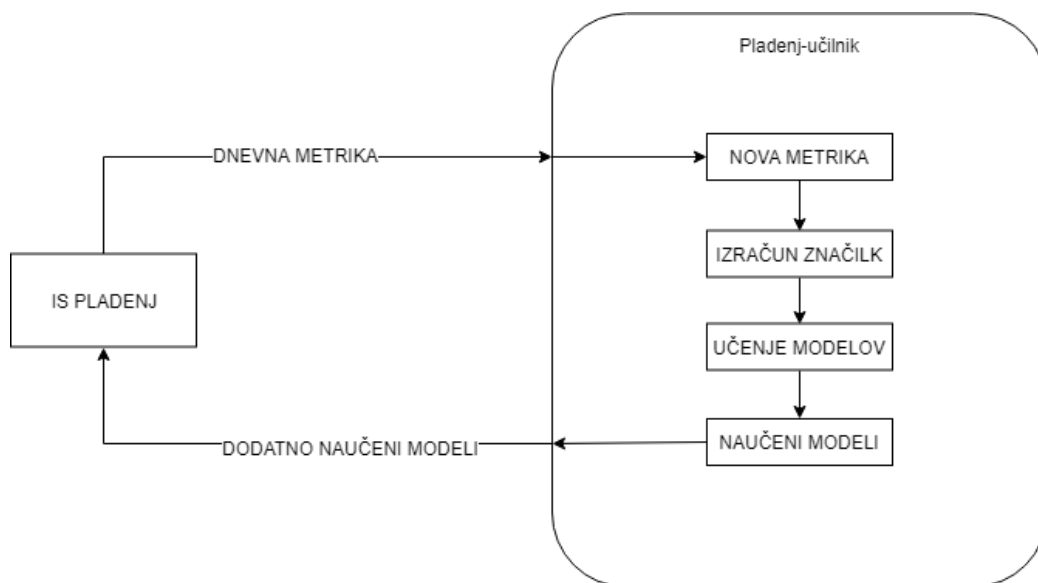 Pladenj-učilnik
DNEVNA METRIKA
NOVA METRIKA
IZRAČUN ZNAČILK
IS PLADENJ
UČENJE MODELOV
DODATNO NAUČENI MODELI
NAUČENI MODELI